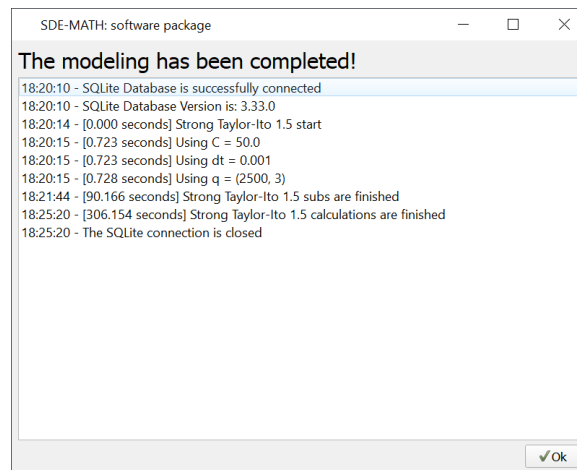 SDE-MATH: software package
The modeling has been completed!
18:20:10 - SQLite Database is successfully connected
18:20:10 - SQLite Database Version is: 3.33.0
18:20:14 - [0.000 seconds] Strong Taylor-Ito 1.5 start
18:20:15 - [0.723 seconds] Using C = 50.0
18:20:15 - [0.723 seconds] Using dt = 0.001
18:20:15 - [0.728 seconds] Using q = (2500, 3)
18:21:44 - [90.166 seconds] Strong Taylor-Ito 1.5 subs are finished
18:25:20 - [306.154 seconds] Strong Taylor-Ito 1.5 calculations are finished
18:25:20 - The SQLite connection is closed
Ok